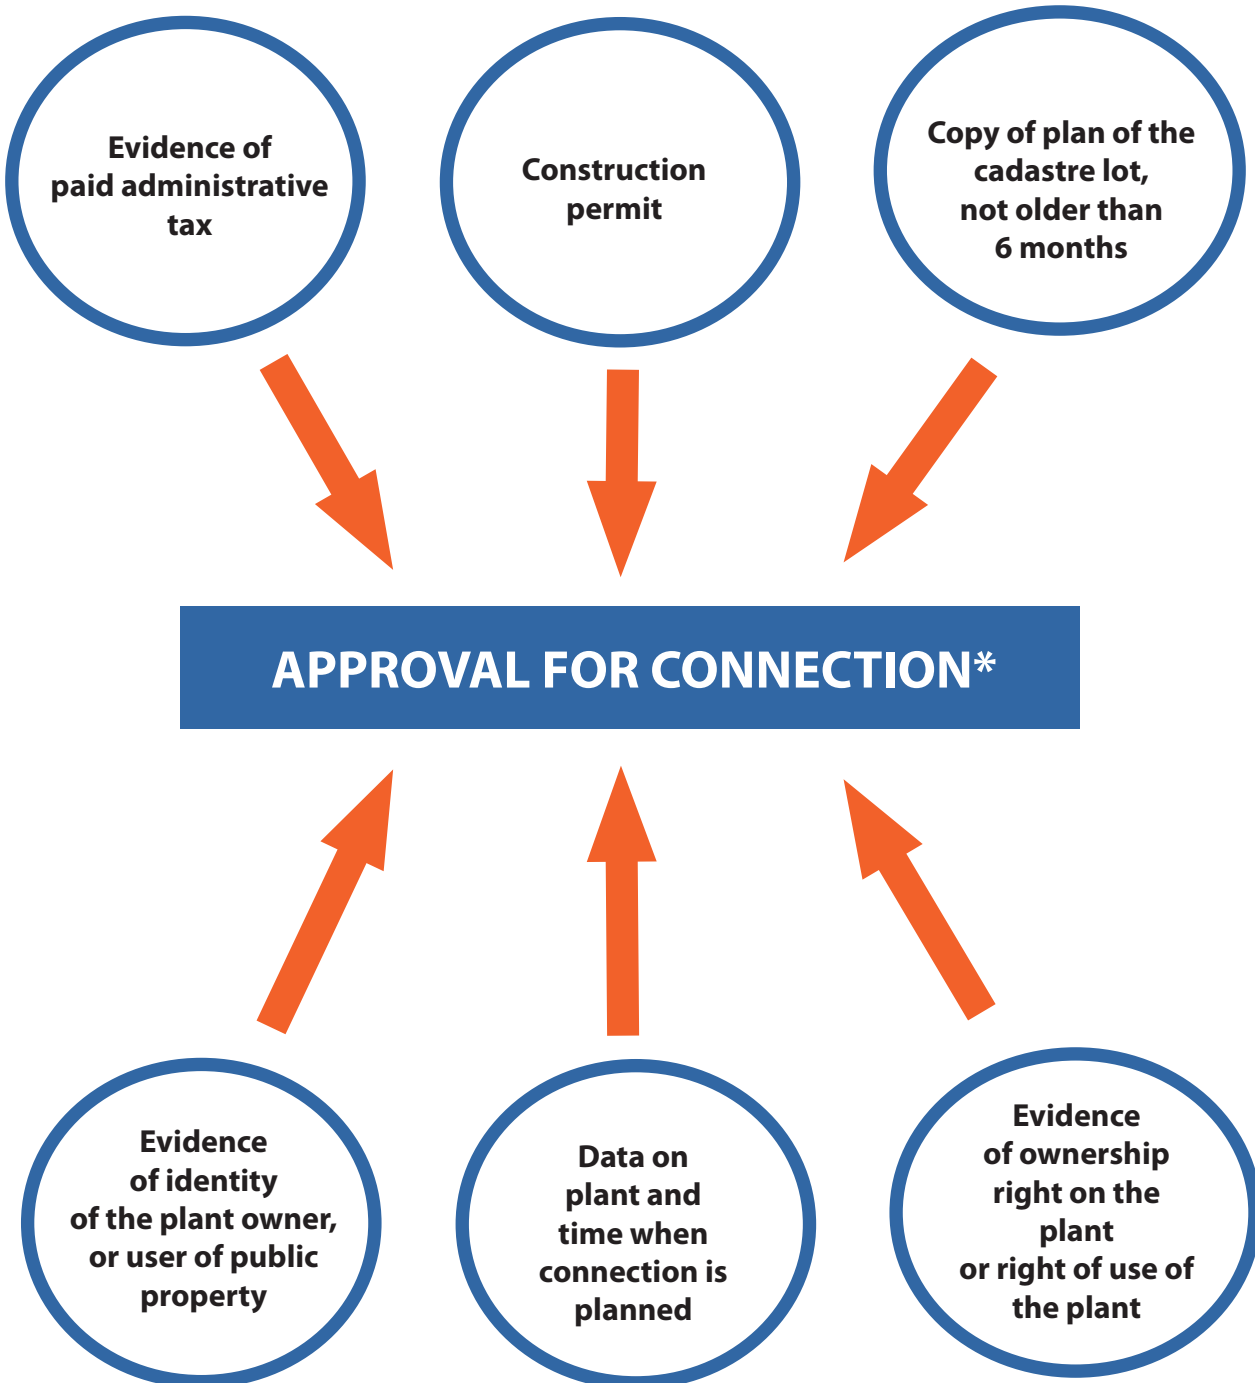 Evidence of
paid administrative
tax
Construction
permit
Copy of plan of the
cadastre lot,
not older than
6 months
APPROVAL FOR CONNECTION*
Evidence
of identity
of the plant owner,
or user of public
property
Data on
plant and
time when
connection is
planned
Evidence
of ownership
right on the
plant
or right of use of
the plant